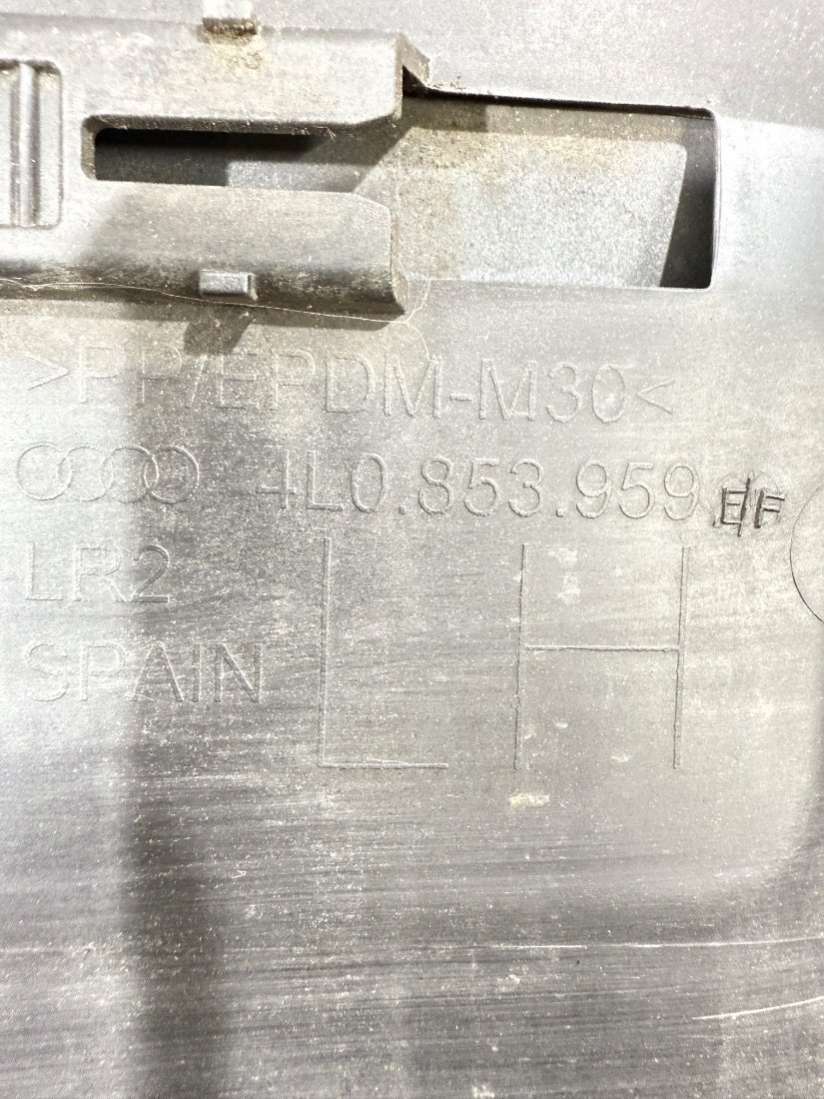 >PP/EPDM-M30<
4L0.853.959
LR2
SPAIN
LH